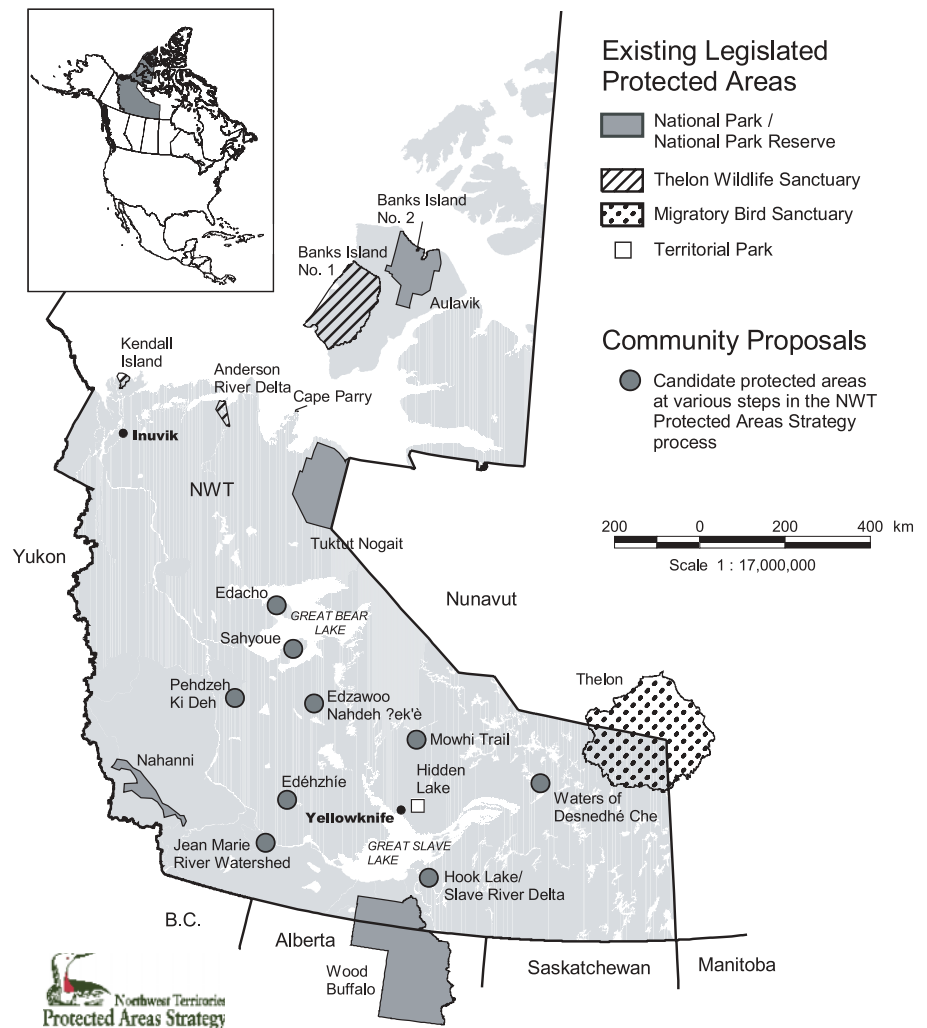 Existing Legislated
Protected Areas
National Park /
National Park Reserve
Thelon Wildlife Sanctuary
Migratory Bird Sanctuary
Territorial Park
Community Proposals
Candidate protected areas
at various steps in the NWT
Protected Areas Strategy
process
200 0 200 400 km
Scale 1 : 17,000,000
Banks Island
No. 2
Banks Island
No. 1
Aulavik
Kendall
Island
Anderson
River Delta
Cape Parry
Inuvik
NWT
Tuktut Nogait
Yukon
Nunavut
Edacho
GREAT BEAR
LAKE
Sahyoue
Pehdzeh
Ki Deh
Edzawoo
Nahdeh ?ek'è
Thelon
Mowhi Trail
Nahanni
Hidden
Lake
Edéhzhíe
Waters of
Desnedhé Che
Yellowknife
Jean Marie
River Watershed
GREAT SLAVE
LAKE
Hook Lake/
Slave River Delta
B.C.
Alberta
Saskatchewan
Manitoba
Wood
Buffalo
Northwest Territories
Protected Areas Strategy